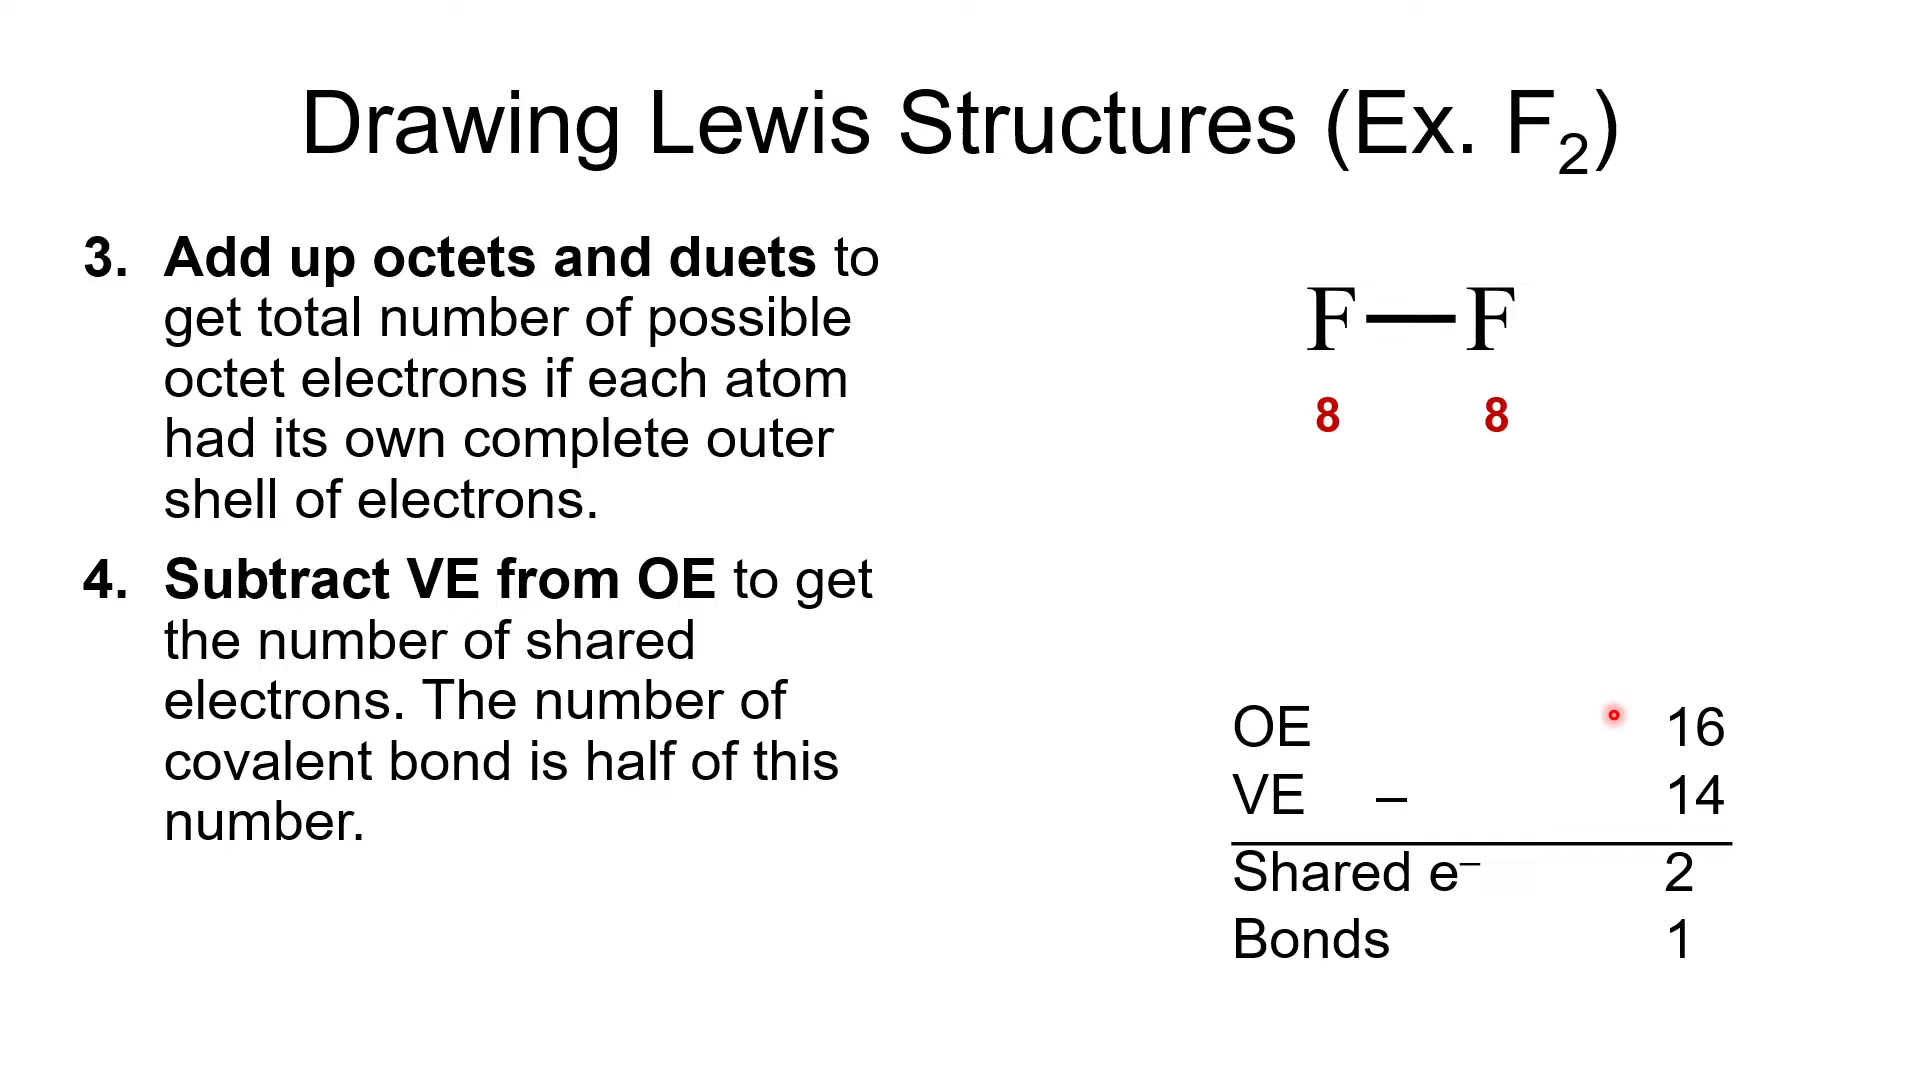 Drawing Lewis Structures (Ex. F₂)
3. Add up octets and duets to
get total number of possible
octet electrons if each atom
had its own complete outer
shell of electrons.
4. Subtract VE from OE to get
the number of shared
electrons. The number of
covalent bond is half of this
number.
F—F
8 8
OE 16
VE – 14
Shared e⁻ 2
Bonds 1